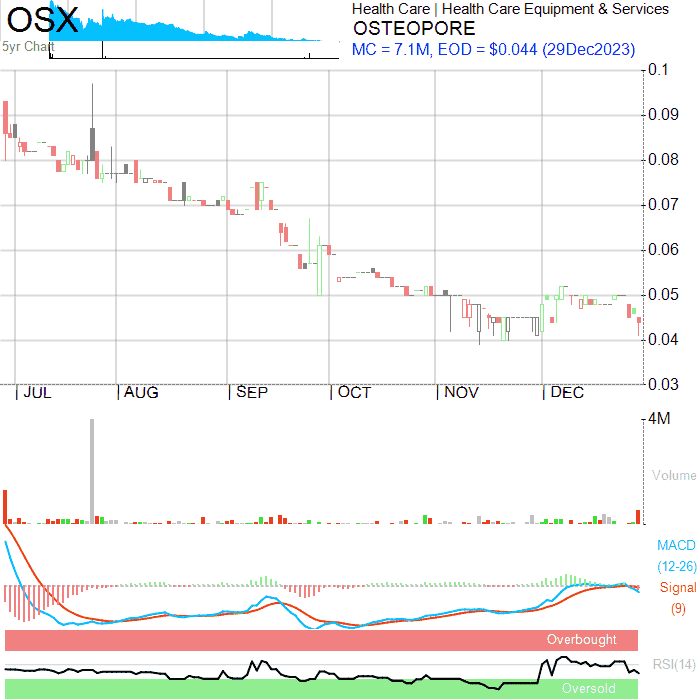 OSX
Health Care | Health Care Equipment & Services
OSTEOPORE
5yr Chart
MC = 7.1M, EOD = $0.044 (29Dec2023)
0.1
0.09
0.08
0.07
0.06
0.05
0.04
0.03
JUL AUG SEP OCT NOV DEC
4M
Volume
MACD
(12-26)
Signal
(9)
Overbought
RSI(14)
Oversold